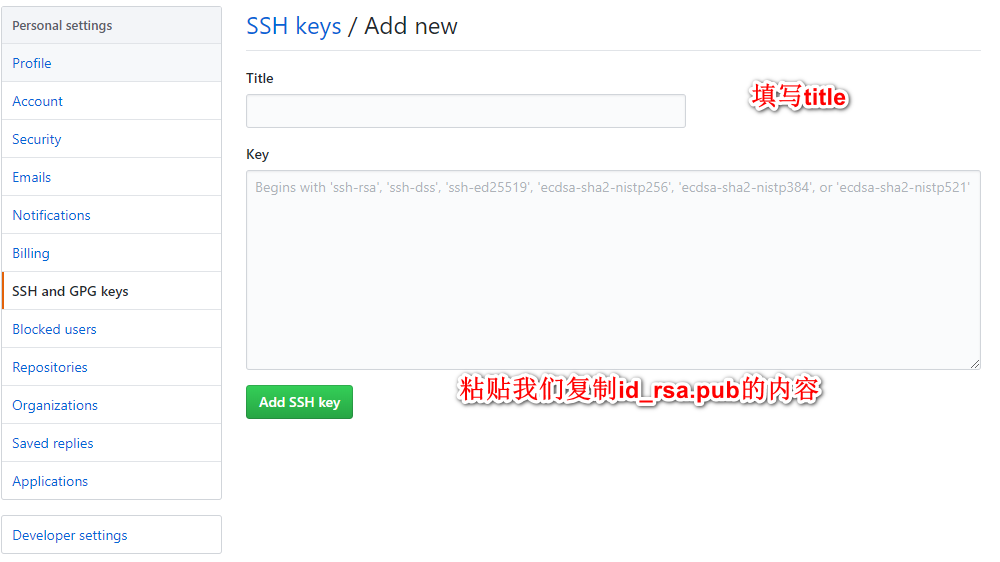 Personal settings
Profile
Account
Security
Emails
Notifications
Billing
SSH and GPG keys
Blocked users
Repositories
Organizations
Saved replies
Applications
Developer settings
SSH keys / Add new
Title
填写title
Key
Begins with 'ssh-rsa', 'ssh-dss', 'ssh-ed25519', 'ecdsa-sha2-nistp256', 'ecdsa-sha2-nistp384', or 'ecdsa-sha2-nistp521'
粘贴我们复制id_rsa.pub的内容
Add SSH key